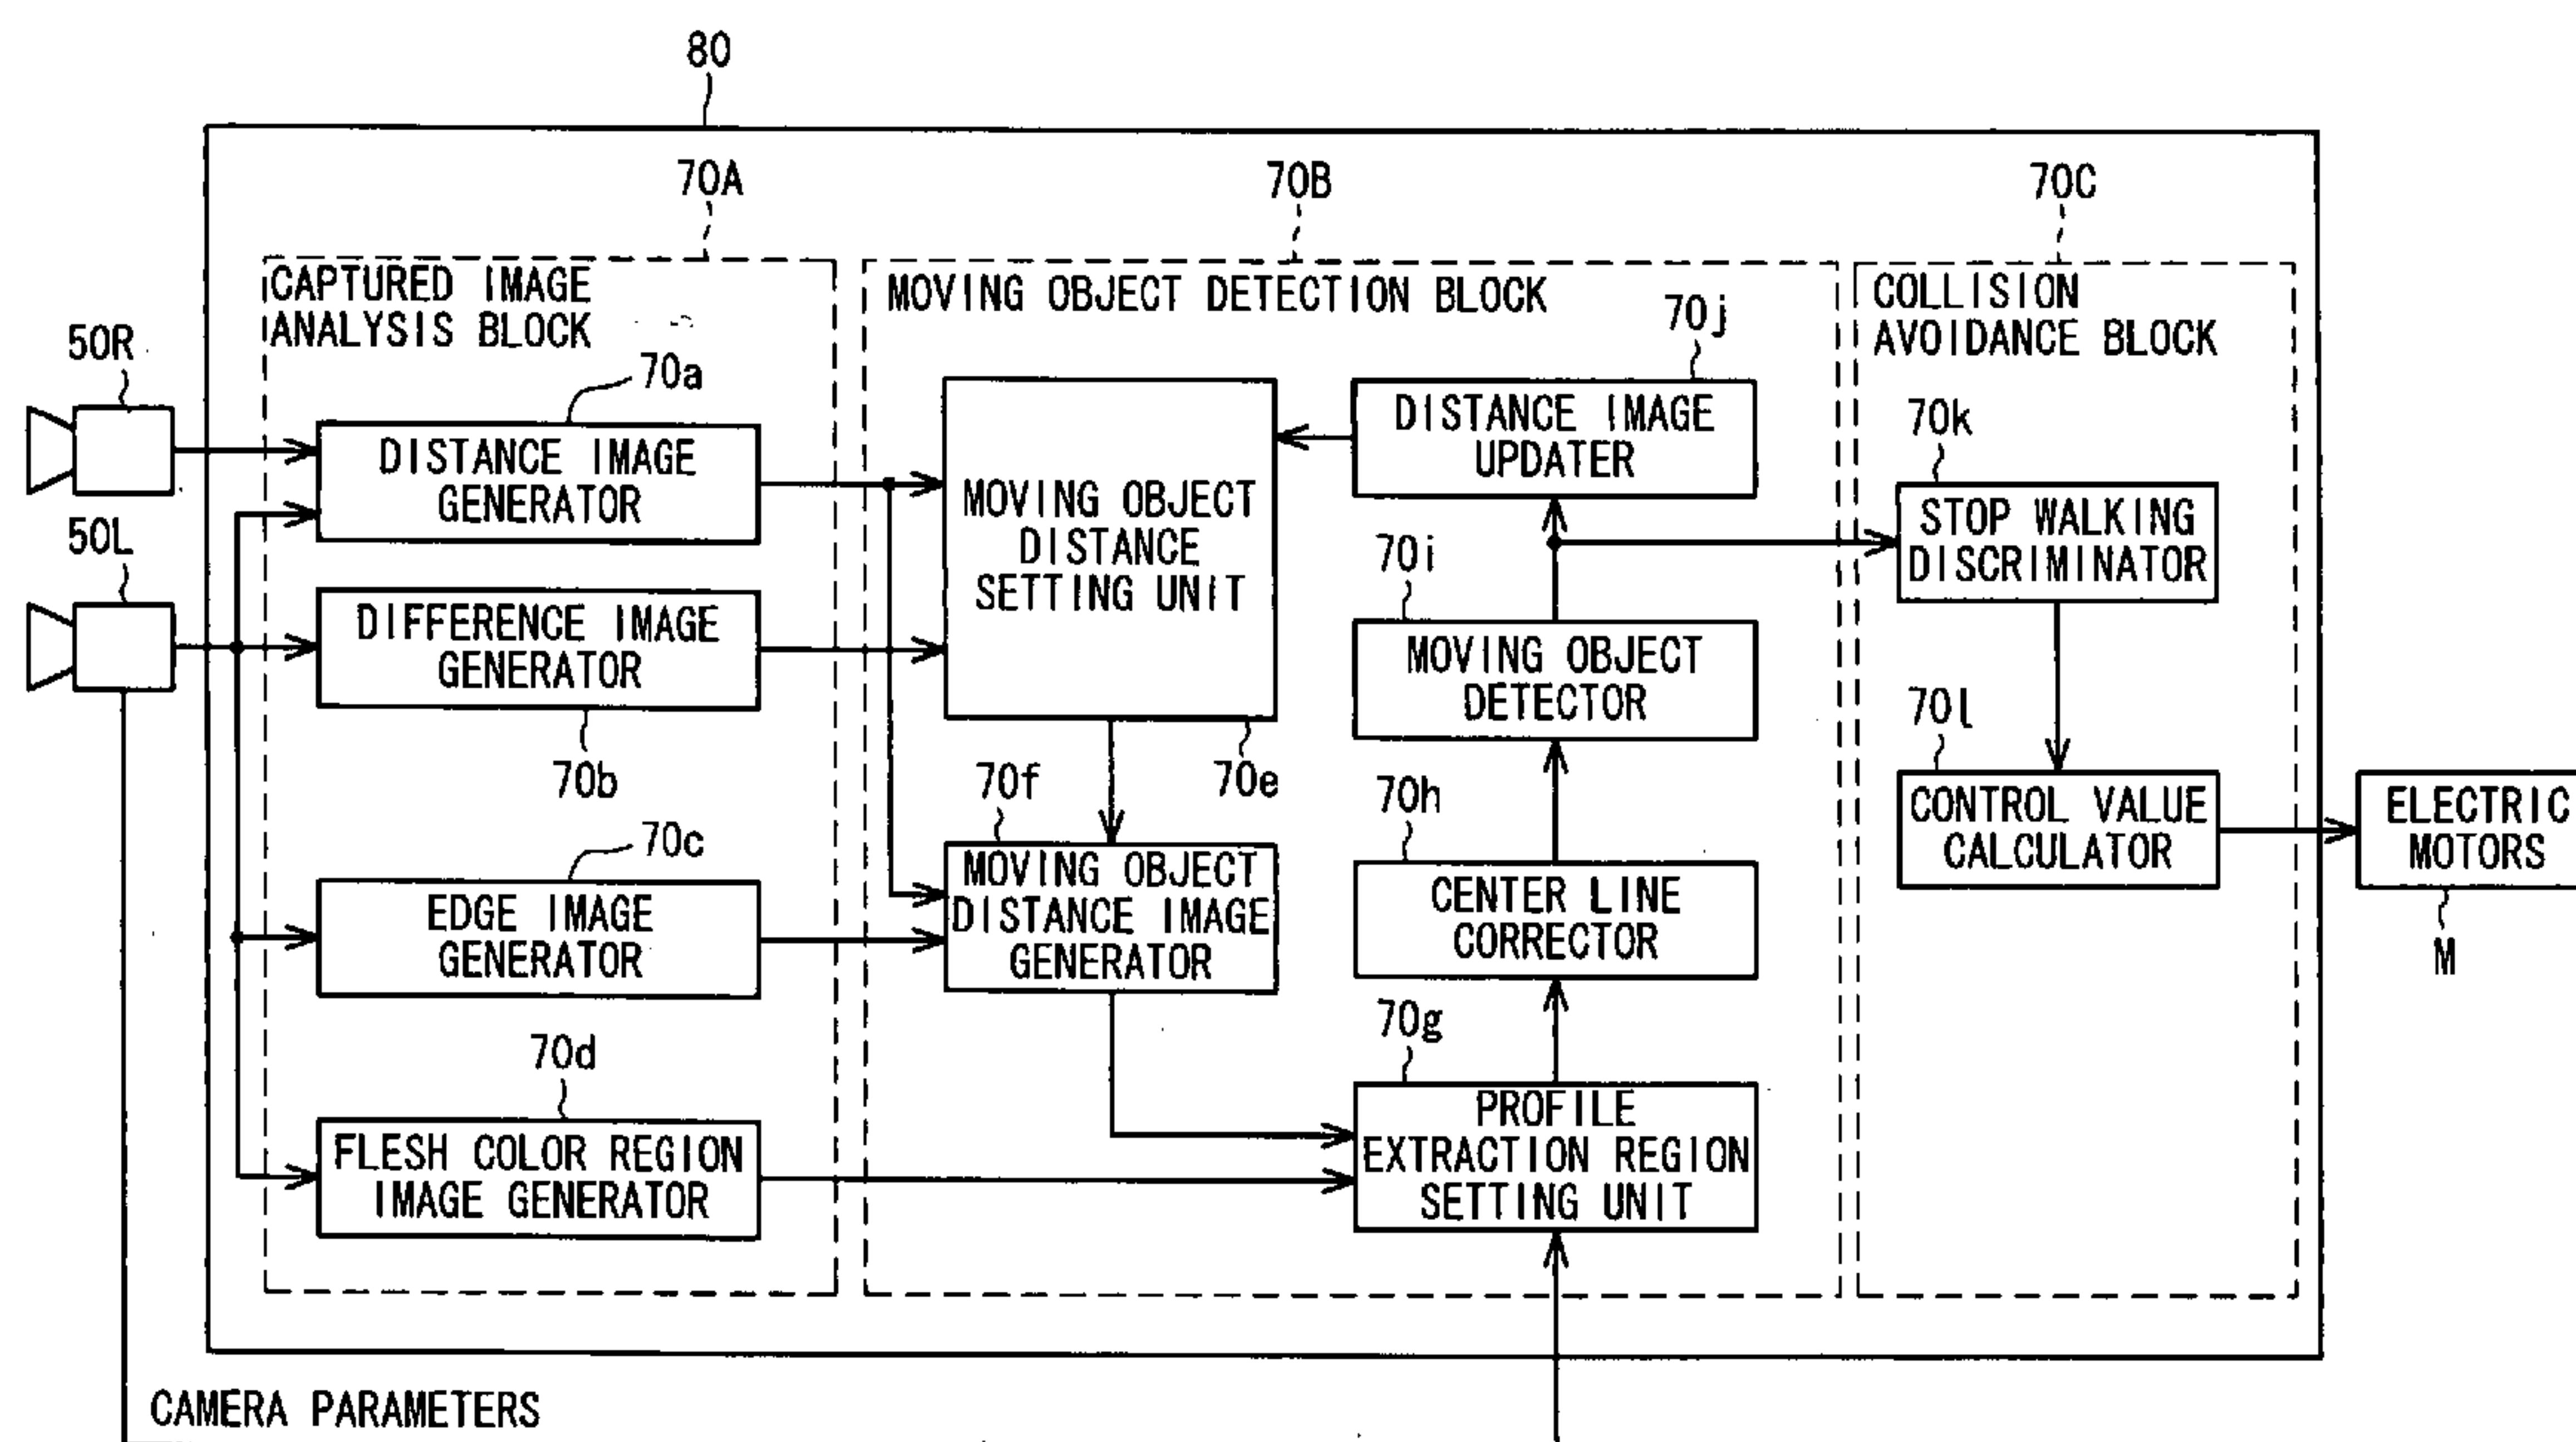 80
70A
70B
70C
CAPTURED IMAGE
ANALYSIS BLOCK
MOVING OBJECT DETECTION BLOCK
COLLISION
AVOIDANCE BLOCK
50R
70a
DISTANCE IMAGE
GENERATOR
50L
DIFFERENCE IMAGE
GENERATOR
70b
70c
EDGE IMAGE
GENERATOR
70d
FLESH COLOR REGION
IMAGE GENERATOR
MOVING OBJECT
DISTANCE
SETTING UNIT
70e
70f
MOVING OBJECT
DISTANCE IMAGE
GENERATOR
70j
DISTANCE IMAGE
UPDATER
70i
MOVING OBJECT
DETECTOR
70h
CENTER LINE
CORRECTOR
70g
PROFILE
EXTRACTION REGION
SETTING UNIT
70k
STOP WALKING
DISCRIMINATOR
70l
CONTROL VALUE
CALCULATOR
ELECTRIC
MOTORS
M
CAMERA PARAMETERS